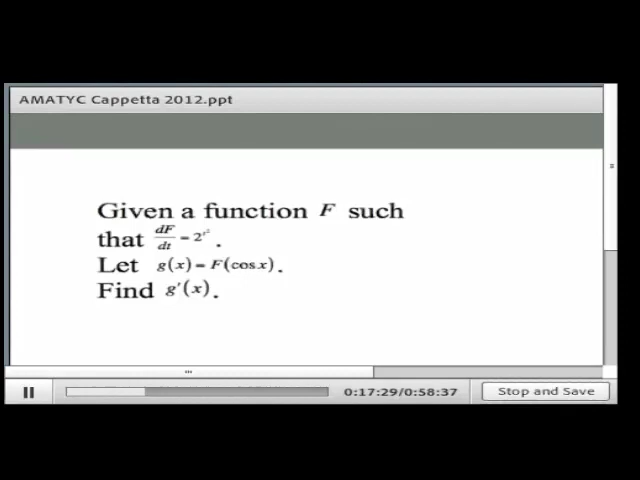 AMATYC Cappetta 2012.ppt
Given a function F such
that dF/dt = 2^{t^2}.
Let g(x) = F(cos x).
Find g'(x).
0:17:29/0:58:37
Stop and Save